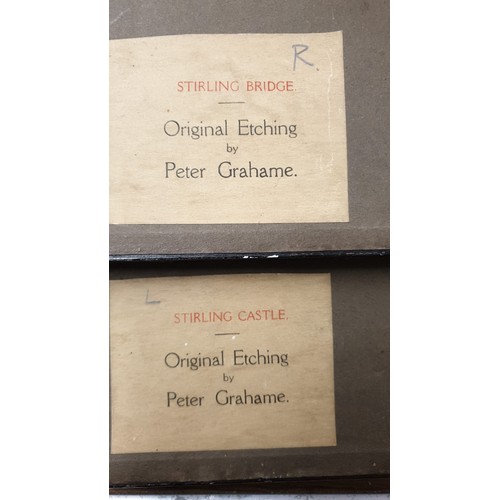 R.
STIRLING BRIDGE.
Original Etching
by
Peter Grahame.
L
STIRLING CASTLE.
Original Etching
by
Peter Grahame.